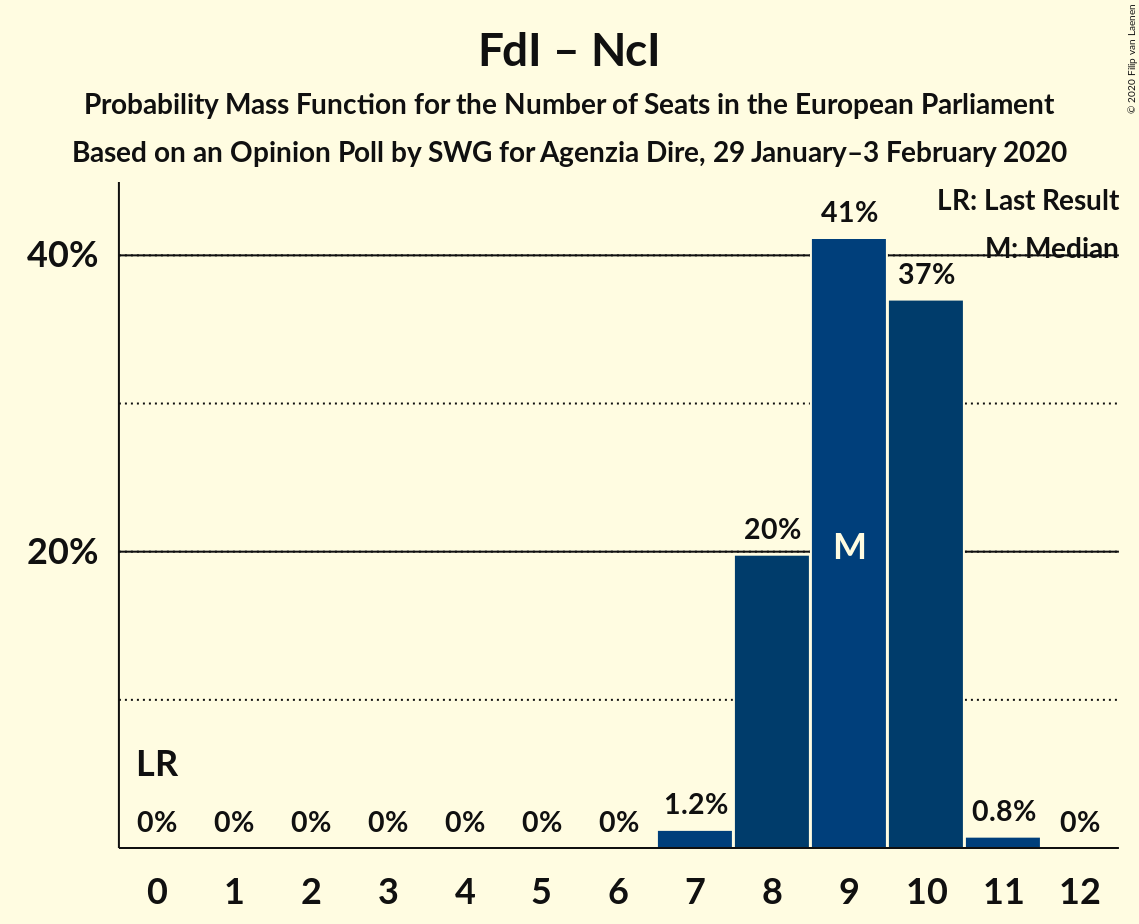 FdI – NcI
Probability Mass Function for the Number of Seats in the European Parliament
Based on an Opinion Poll by SWG for Agenzia Dire, 29 January–3 February 2020
© 2020 Filip van Laenen
LR: Last Result
M: Median
40%
20%
41%
37%
20%
M
LR
0% 0% 0% 0% 0% 0% 0% 1.2% 0.8% 0%
0 1 2 3 4 5 6 7 8 9 10 11 12